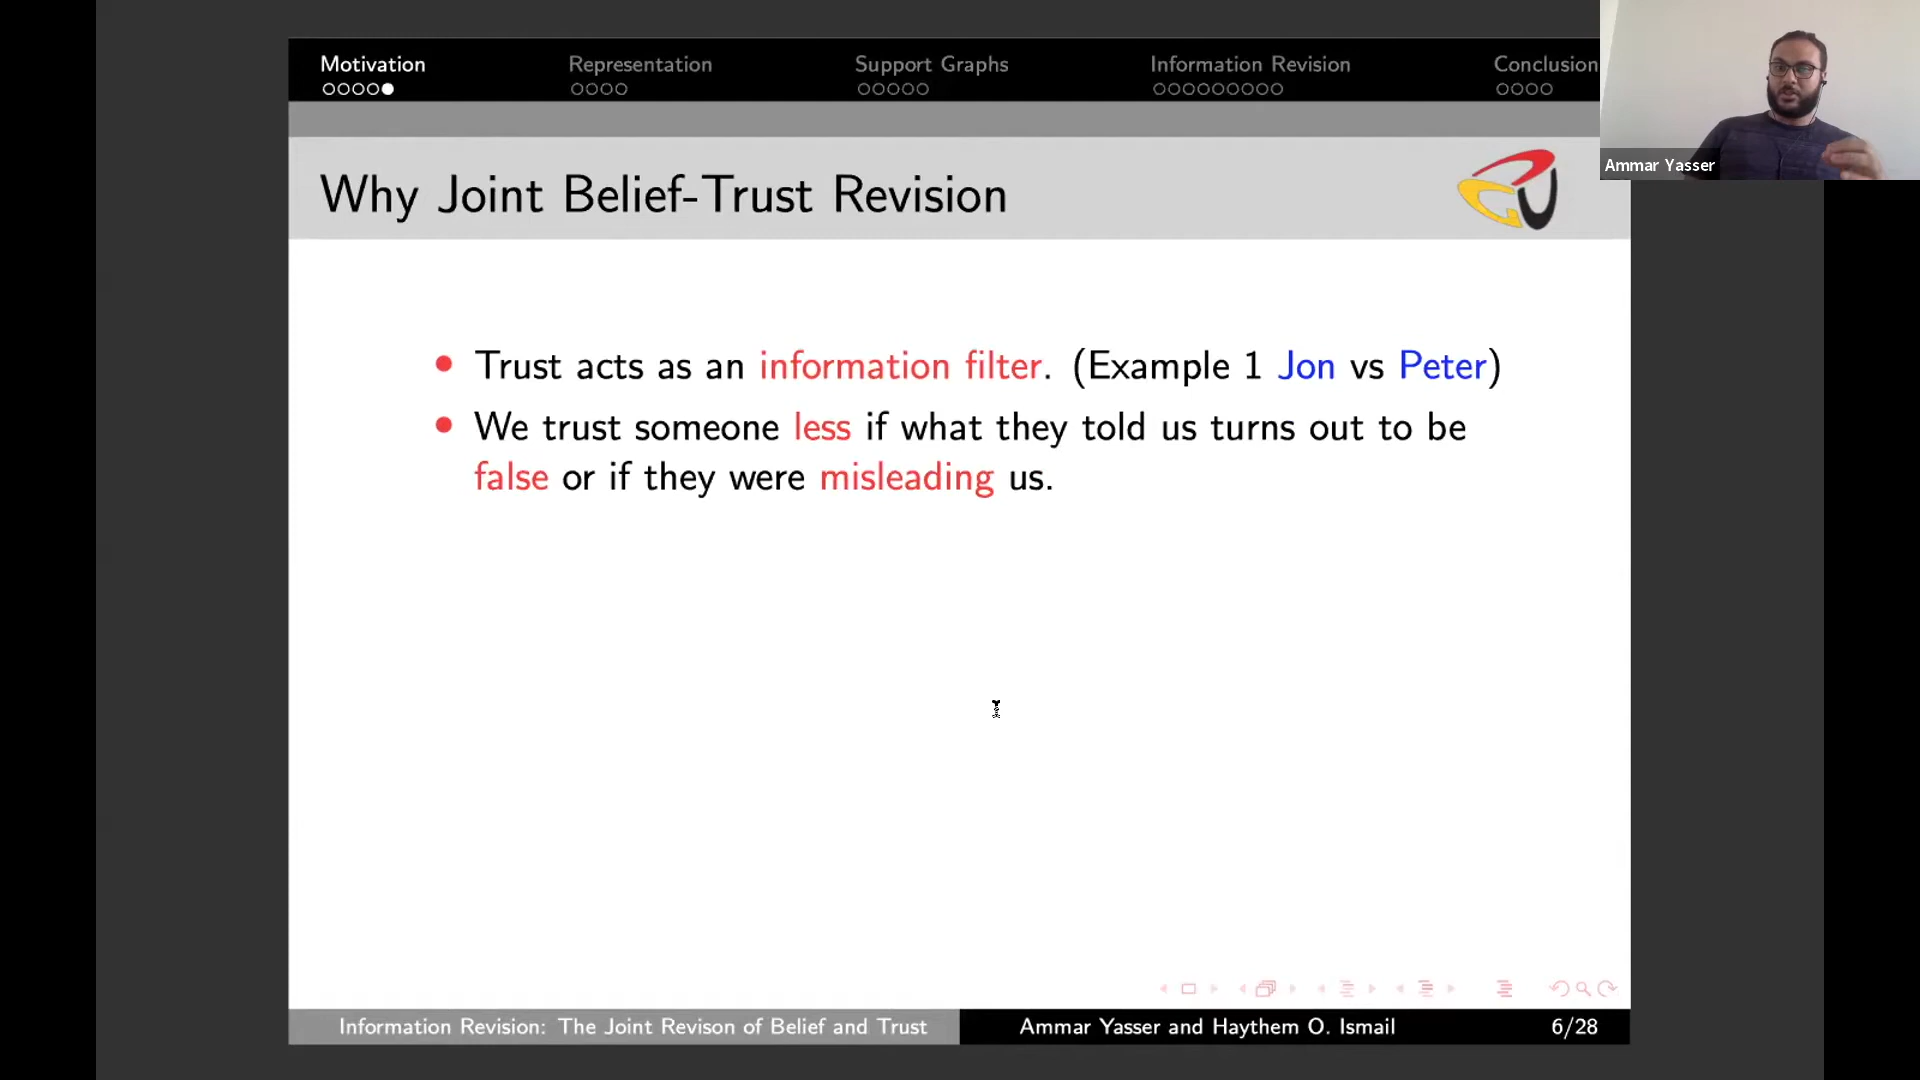 Motivation Representation Support Graphs Information Revision Conclusion
Ammar Yasser
Why Joint Belief-Trust Revision
Trust acts as an information filter. (Example 1 Jon vs Peter)
We trust someone less if what they told us turns out to be
false or if they were misleading us.
Information Revision: The Joint Revison of Belief and Trust Ammar Yasser and Haythem O. Ismail 6/28